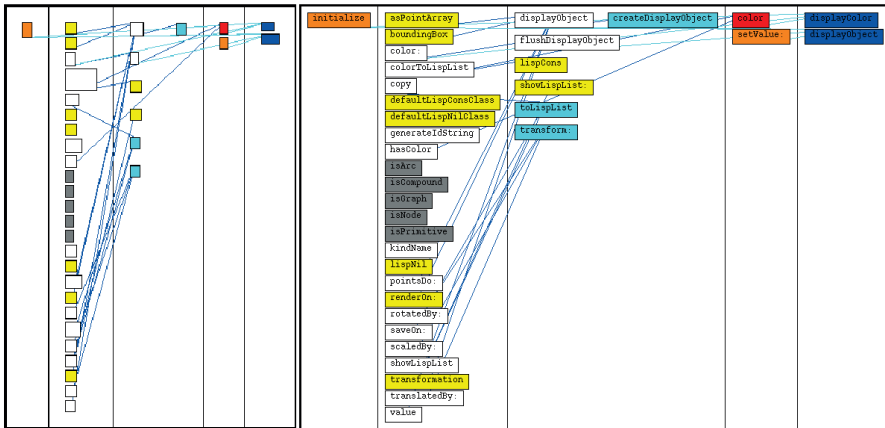 initialize
asPointArray
boundingBox
color:
colorToLispList
copy
defaultLispConsClass
defaultLispNilClass
generateIdString
hasColor
isArc
isCompound
isGraph
isNode
isPrimitive
kindName
lispNil
pointsDo:
renderOn:
rotatedBy:
saveOn:
scaledBy:
showLispList
transformation
translatedBy:
value
displayObject
flushDisplayObject
lispCons
showLispList:
toLispList
transform:
createDisplayObject
color
setValue:
displayColor
displayObject